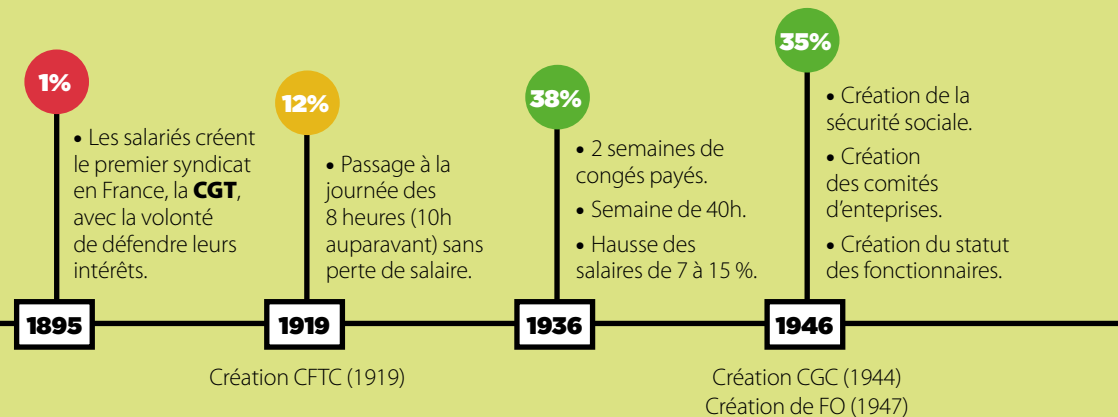 1%
• Les salariés créent
le premier syndicat
en France, la CGT,
avec la volonté
de défendre leurs
intérêts.
1895
12%
• Passage à la
journée des
8 heures (10h
auparavant) sans
perte de salaire.
1919
Création CFTC (1919)
38%
• 2 semaines de
congés payés.
• Semaine de 40h.
• Hausse des
salaires de 7 à 15 %.
1936
35%
• Création de la
sécurité sociale.
• Création
des comités
d'enteprises.
• Création du statut
des fonctionnaires.
1946
Création CGC (1944)
Création de FO (1947)